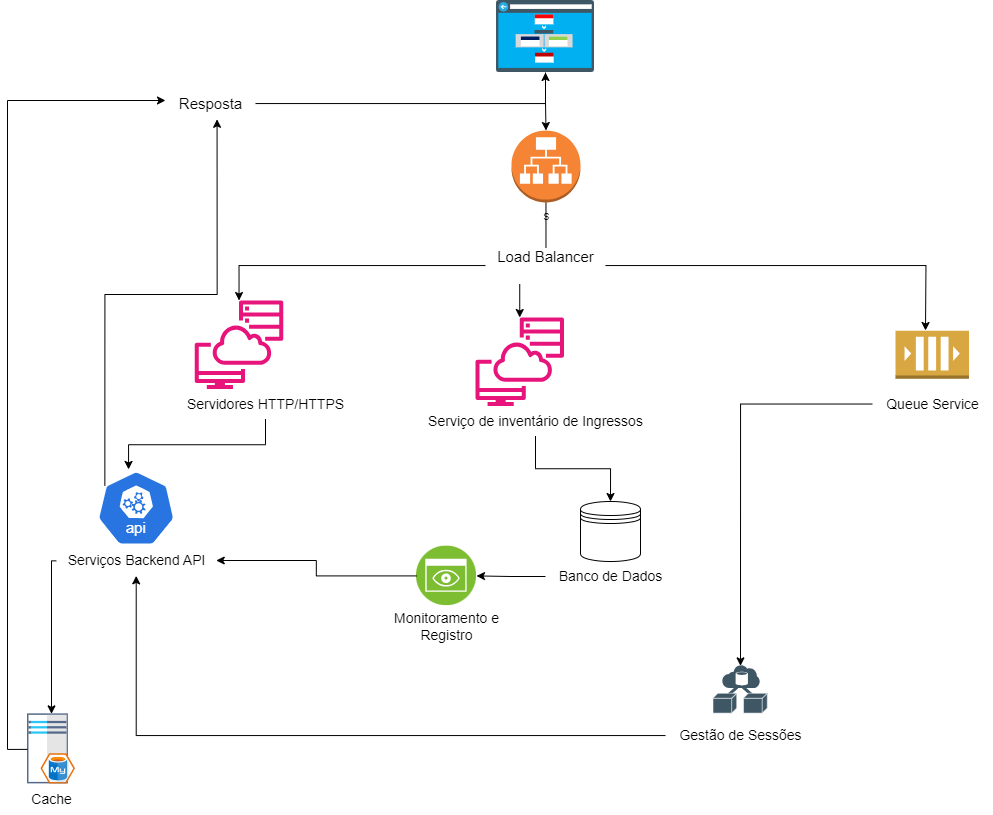 Resposta
$
Load Balancer
Servidores HTTP/HTTPS
Serviço de inventário de Ingressos
Queue Service
api
Serviços Backend API
Banco de Dados
Monitoramento e
Registro
Gestão de Sessões
My
Cache